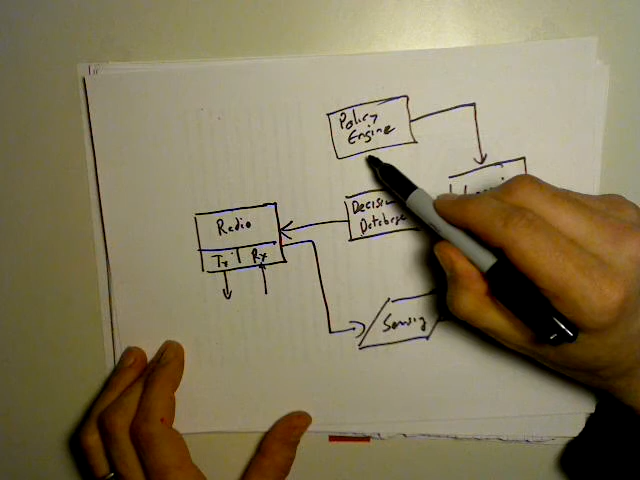 Policy
Engine
Decision
Database
Radio
Tx Rx
Sensing